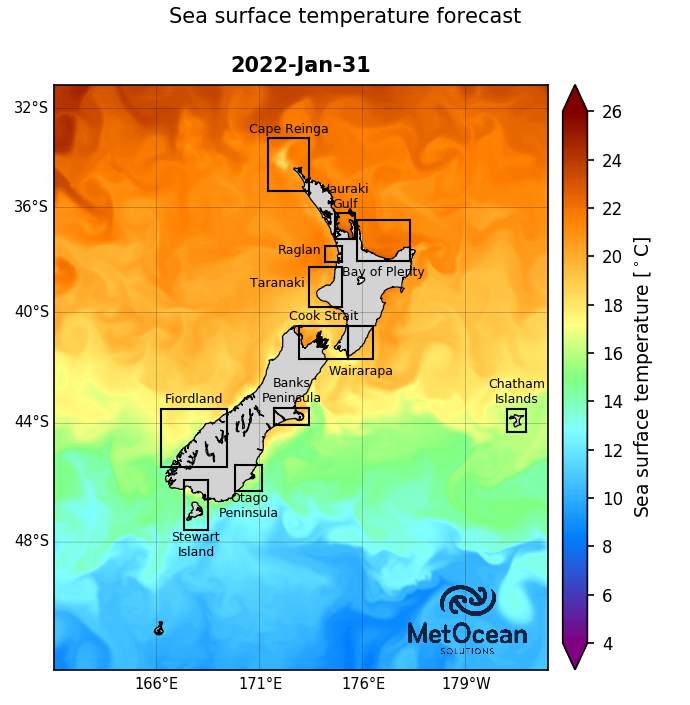 Sea surface temperature forecast
2022-Jan-31
32°S
36°S
40°S
44°S
48°S
Cape Reinga
Hauraki
Gulf
Raglan
Bay of Plenty
Taranaki
Cook Strait
Wairarapa
Banks
Peninsula
Fiordland
Chatham
Islands
Otago
Peninsula
Stewart
Island
MetOcean
SOLUTIONS
166°E
171°E
176°E
179°W
26
24
22
20
18
16
14
12
10
8
6
4
Sea surface temperature [°C]